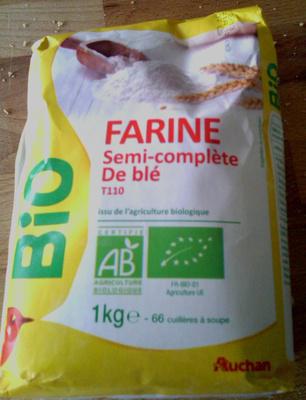 BiO
BiO
FARINE
Semi-complète
De blé
T110
issu de l'agriculture biologique
CERTIFIÉ
AB
AGRICULTURE
BIOLOGIQUE
FR-BIO-01
Agriculture UE
1kg e - 66 cuillères à soupe
Auchan